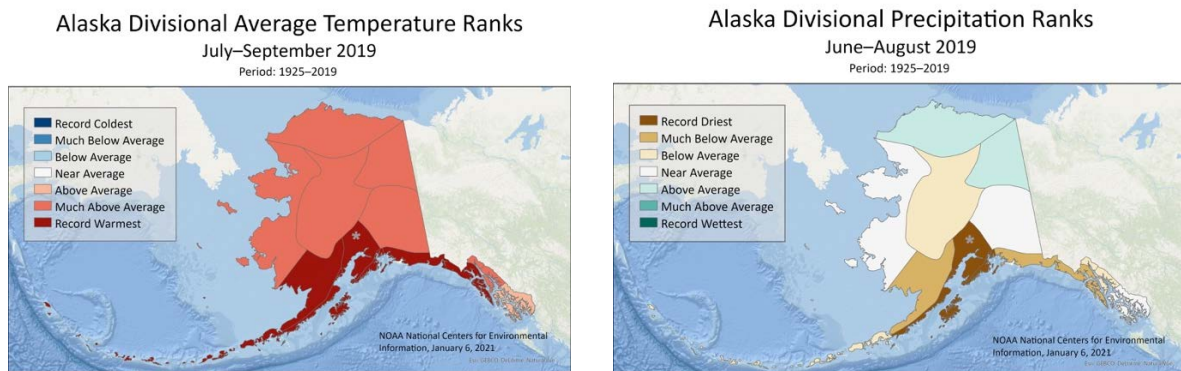 Alaska Divisional Average Temperature Ranks
July–September 2019
Period: 1925–2019
Record Coldest
Much Below Average
Below Average
Near Average
Above Average
Much Above Average
Record Warmest
*
NOAA National Centers for Environmental
Information, January 6, 2021
Alaska Divisional Precipitation Ranks
June–August 2019
Period: 1925–2019
Record Driest
Much Below Average
Below Average
Near Average
Above Average
Much Above Average
Record Wettest
*
NOAA National Centers for Environmental
Information, January 6, 2021